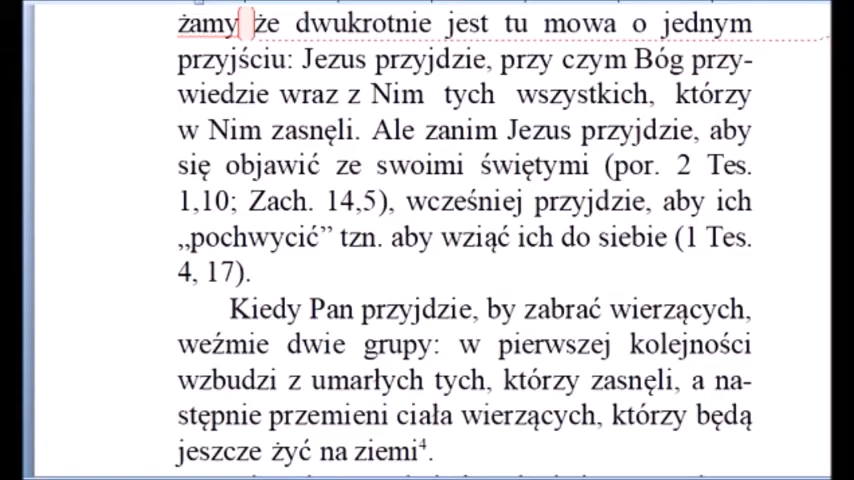 żamy że dwukrotnie jest tu mowa o jednym
przyjściu: Jezus przyjdzie, przy czym Bóg przy-
wiedzie wraz z Nim tych wszystkich, którzy
w Nim zasnęli. Ale zanim Jezus przyjdzie, aby
się objawić ze swoimi świętymi (por. 2 Tes.
1,10; Zach. 14,5), wcześniej przyjdzie, aby ich
„pochwycić” tzn. aby wziąć ich do siebie (1 Tes.
4, 17).
Kiedy Pan przyjdzie, by zabrać wierzących,
weźmie dwie grupy: w pierwszej kolejności
wzbudzi z umarłych tych, którzy zasnęli, a na-
stępnie przemieni ciała wierzących, którzy będą
jeszcze żyć na ziemi⁴.